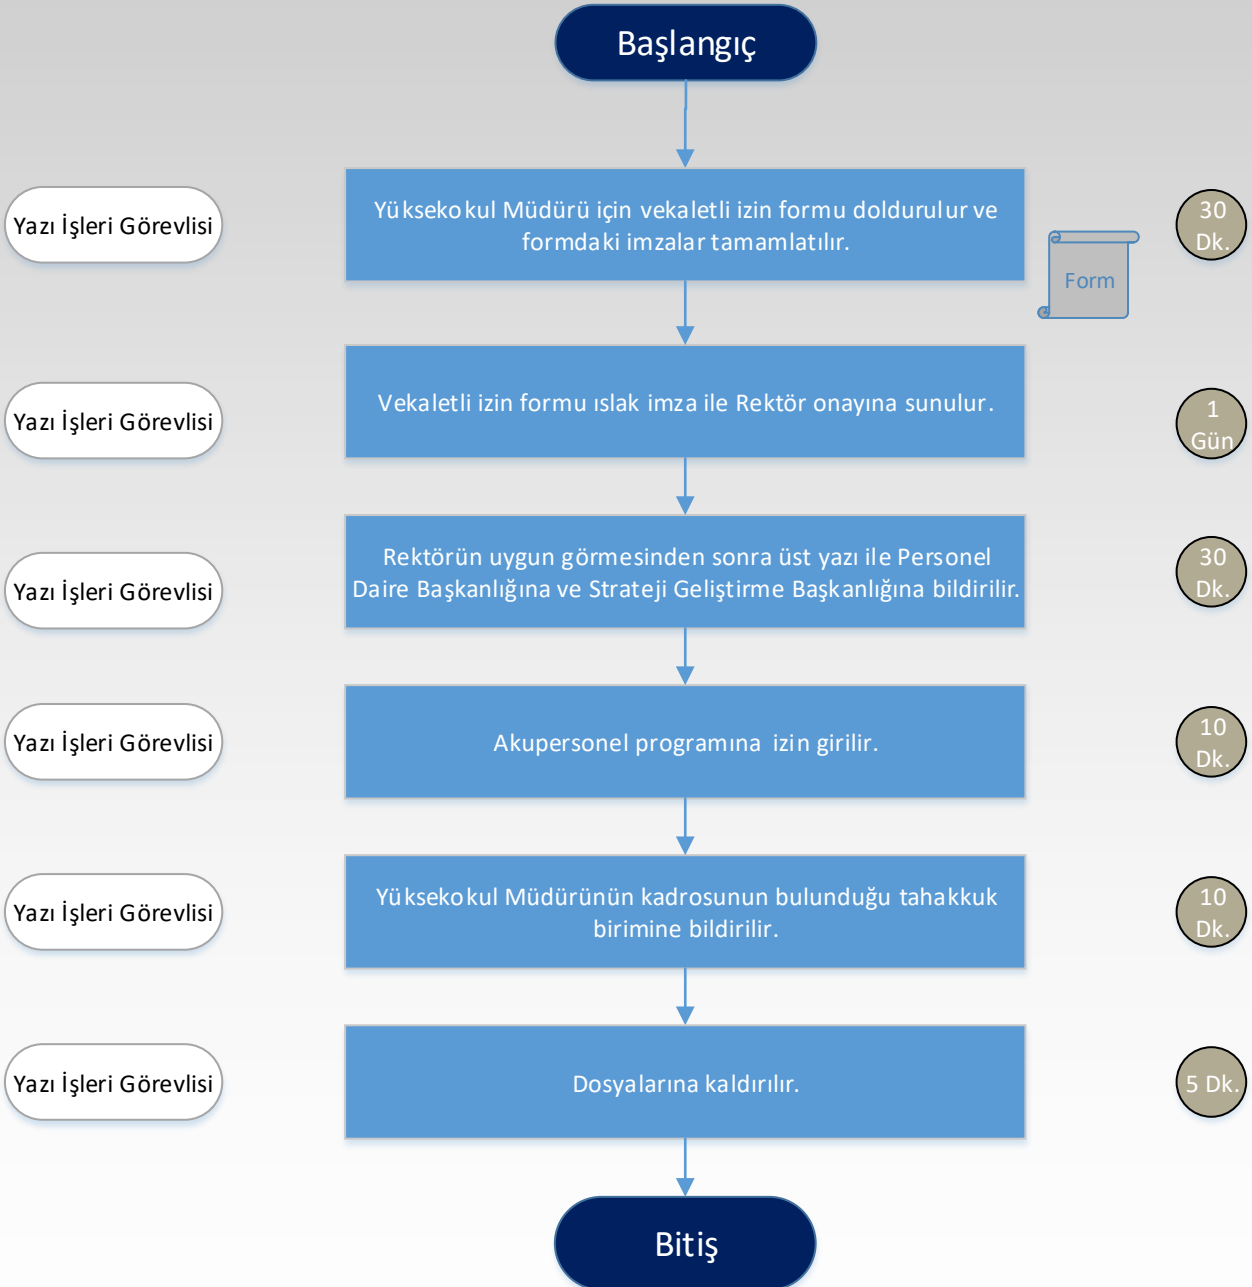 Başlangıç
Yazı İşleri Görevlisi
Yüksekokul Müdürü için vekaletli izin formu doldurulur ve
formdaki imzalar tamamlatılır.
30
Dk.
Form
Yazı İşleri Görevlisi
Vekaletli izin formu ıslak imza ile Rektör onayına sunulur.
1
Gün
Yazı İşleri Görevlisi
Rektörün uygun görmesinden sonra üst yazı ile Personel
Daire Başkanlığına ve Strateji Geliştirme Başkanlığına bildirilir.
30
Dk.
Yazı İşleri Görevlisi
Akupersonel programına izin girilir.
10
Dk.
Yazı İşleri Görevlisi
Yüksekokul Müdürünün kadrosunun bulunduğu tahakkuk
birimine bildirilir.
10
Dk.
Yazı İşleri Görevlisi
Dosyalarına kaldırılır.
5 Dk.
Bitiş